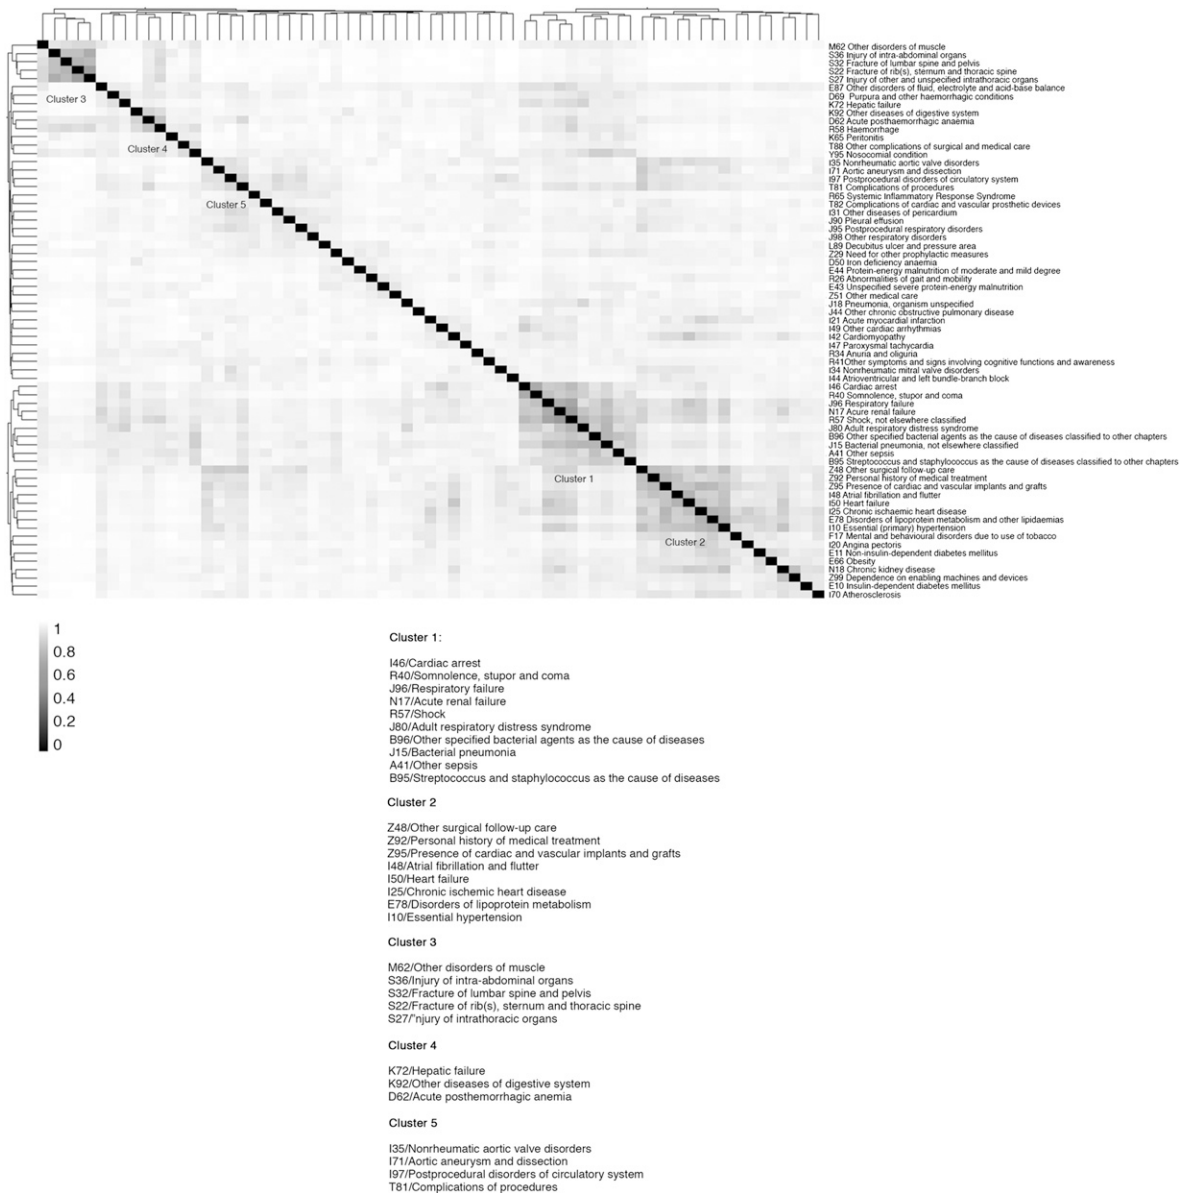 M62 Other disorders of muscle
S36 Injury of intra-abdominal organs
S32 Fracture of lumbar spine and pelvis
S22 Fracture of rib(s), sternum and thoracic spine
S27 Injury of other and unspecified intrathoracic organs
E87 Other disorders of fluid, electrolyte and acid-base balance
D69 Purpura and other haemorrhagic conditions
K72 Hepatic failure
K92 Other diseases of digestive system
D62 Acute posthaemorrhagic anaemia
R58 Haemorrhage
K65 Peritonitis
T88 Other complications of surgical and medical care
Y95 Nosocomial condition
I35 Nonrheumatic aortic valve disorders
I71 Aortic aneurysm and dissection
I97 Postprocedural disorders of circulatory system
T81 Complications of procedures
R65 Systemic Inflammatory Response Syndrome
T82 Complications of cardiac and vascular prosthetic devices
I31 Other diseases of pericardium
J90 Pleural effusion
J95 Postprocedural respiratory disorders
J98 Other respiratory disorders
L89 Decubitus ulcer and pressure area
Z29 Need for other prophylactic measures
D50 Iron deficiency anaemia
E44 Protein-energy malnutrition of moderate and mild degree
R26 Abnormalities of gait and mobility
E43 Unspecified severe protein-energy malnutrition
Z51 Other medical care
J18 Pneumonia, organism unspecified
J44 Other chronic obstructive pulmonary disease
I21 Acute myocardial infarction
I49 Other cardiac arrhythmias
I42 Cardiomyopathy
I47 Paroxysmal tachycardia
R34 Anuria and oliguria
R41Other symptoms and signs involving cognitive functions and awareness
I34 Nonrheumatic mitral valve disorders
I44 Atrioventricular and left bundle-branch block
I46 Cardiac arrest
R40 Somnolence, stupor and coma
J96 Respiratory failure
N17 Acure renal failure
R57 Shock, not elsewhere classified
J80 Adult respiratory distress syndrome
B96 Other specified bacterial agents as the cause of diseases classified to other chapters
J15 Bacterial pneumonia, not elsewhere classified
A41 Other sepsis
B95 Streptococcus and staphylococcus as the cause of diseases classified to other chapters
Z48 Other surgical follow-up care
Z92 Personal history of medical treatment
Z95 Presence of cardiac and vascular implants and grafts
I48 Atrial fibrillation and flutter
I50 Heart failure
I25 Chronic ischaemic heart disease
E78 Disorders of lipoprotein metabolism and other lipidaemias
I10 Essential (primary) hypertension
F17 Mental and behavioural disorders due to use of tobacco
I20 Angina pectoris
E11 Non-insulin-dependent diabetes mellitus
E66 Obesity
N18 Chronic kidney disease
Z99 Dependence on enabling machines and devices
E10 Insulin-dependent diabetes mellitus
I70 Atherosclerosis
Cluster 3
Cluster 4
Cluster 5
Cluster 1
Cluster 2
1
0.8
0.6
0.4
0.2
0
Cluster 1:
I46/Cardiac arrest
R40/Somnolence, stupor and coma
J96/Respiratory failure
N17/Acute renal failure
R57/Shock
J80/Adult respiratory distress syndrome
B96/Other specified bacterial agents as the cause of diseases
J15/Bacterial pneumonia
A41/Other sepsis
B95/Streptococcus and staphylococcus as the cause of diseases
Cluster 2
Z48/Other surgical follow-up care
Z92/Personal history of medical treatment
Z95/Presence of cardiac and vascular implants and grafts
I48/Atrial fibrillation and flutter
I50/Heart failure
I25/Chronic ischemic heart disease
E78/Disorders of lipoprotein metabolism
I10/Essential hypertension
Cluster 3
M62/Other disorders of muscle
S36/Injury of intra-abdominal organs
S32/Fracture of lumbar spine and pelvis
S22/Fracture of rib(s), sternum and thoracic spine
S27/"njury of intrathoracic organs
Cluster 4
K72/Hepatic failure
K92/Other diseases of digestive system
D62/Acute posthemorrhagic anemia
Cluster 5
I35/Nonrheumatic aortic valve disorders
I71/Aortic aneurysm and dissection
I97/Postprocedural disorders of circulatory system
T81/Complications of procedures